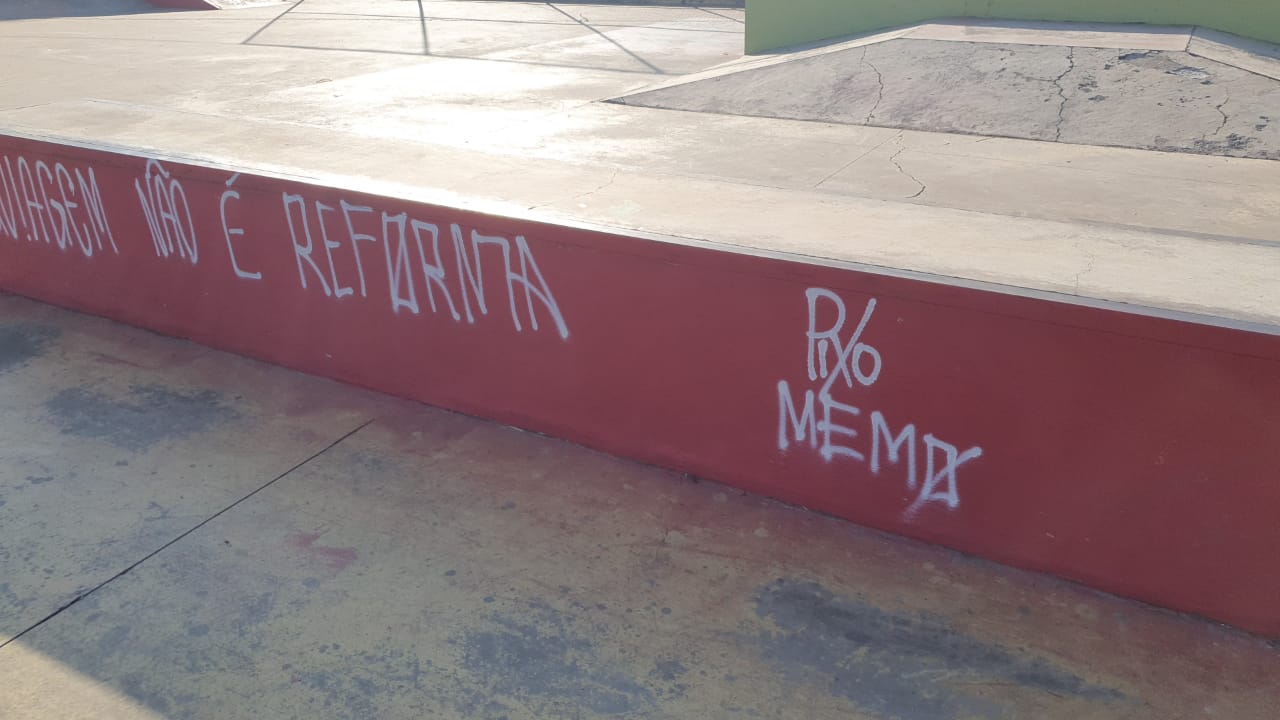 NÃO É REFORMA
PIXO
MEMO